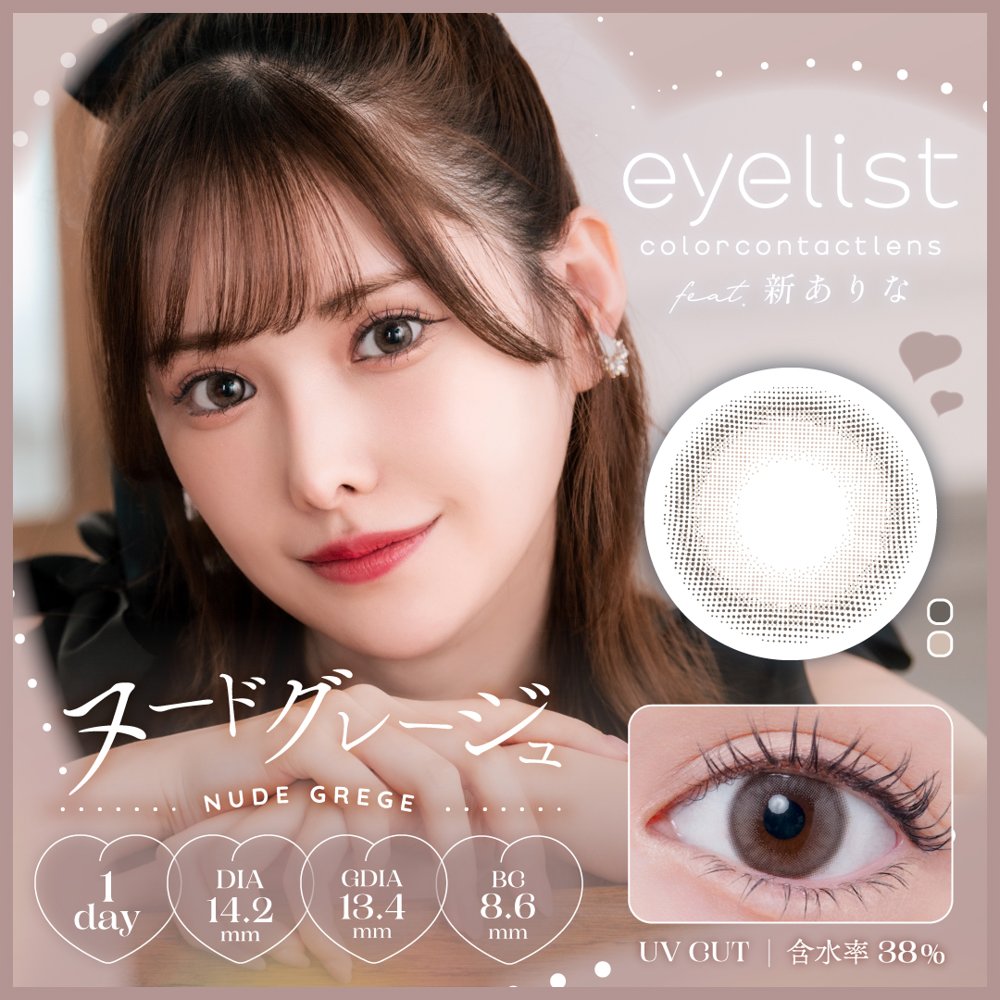 eyelist
colorcontactlens
feat. 新ありな
ヌードグレージュ
NUDE GREGE
1 day
DIA 14.2 mm
GDIA 13.4 mm
BC 8.6 mm
UV CUT | 含水率 38%